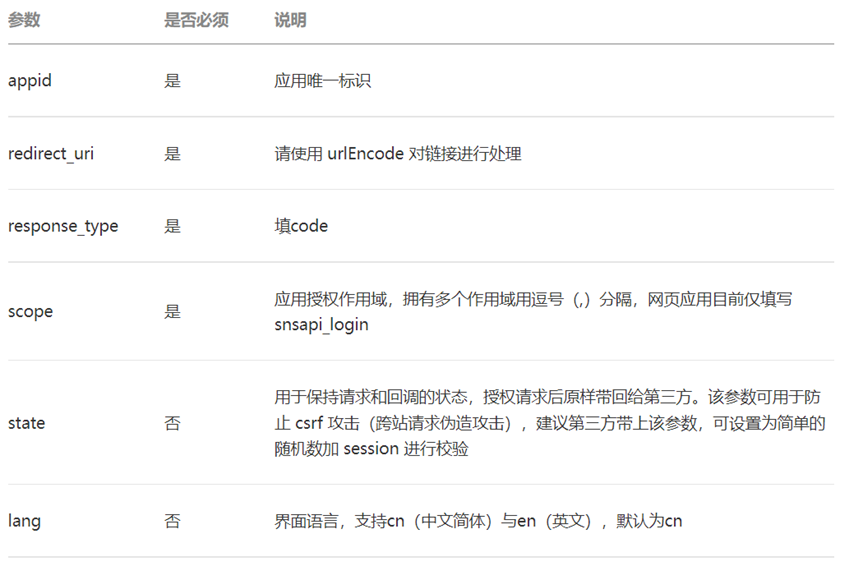 参数 是否必须 说明
appid 是 应用唯一标识
redirect_uri 是 请使用 urlEncode 对链接进行处理
response_type 是 填code
scope 是 应用授权作用域，拥有多个作用域用逗号（,）分隔，网页应用目前仅填写
snsapi_login
state 否 用于保持请求和回调的状态，授权请求后原样带回给第三方。该参数可用于防
止 csrf 攻击（跨站请求伪造攻击），建议第三方带上该参数，可设置为简单的
随机数加 session 进行校验
lang 否 界面语言，支持cn（中文简体）与en（英文），默认为cn